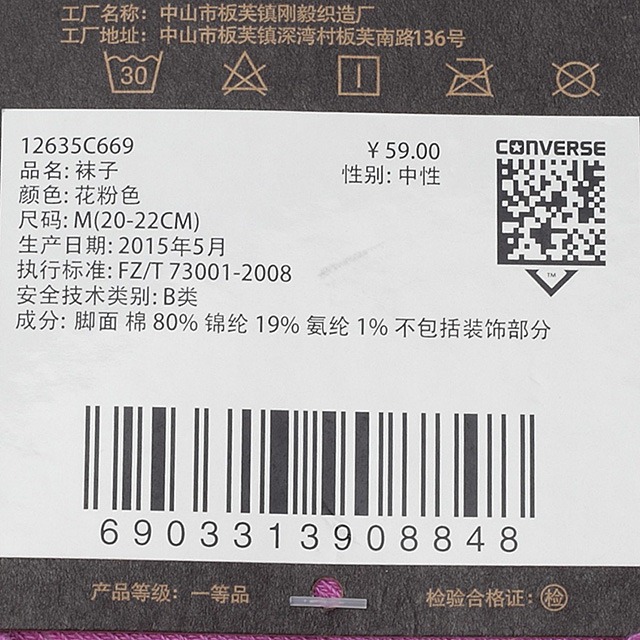 工厂名称: 中山市板芙镇刚毅织造厂
工厂地址: 中山市板芙镇深湾村板芙南路136号
30
12635C669
¥ 59.00
CONVERSE
品名: 袜子
性别: 中性
颜色: 花粉色
尺码: M(20-22CM)
生产日期: 2015年5月
执行标准: FZ/T 73001-2008
TM
安全技术类别: B类
成分: 脚面 棉 80% 锦纶 19% 氨纶 1% 不包括装饰部分
6903313908848
产品等级: 一等品
检验合格证: 检